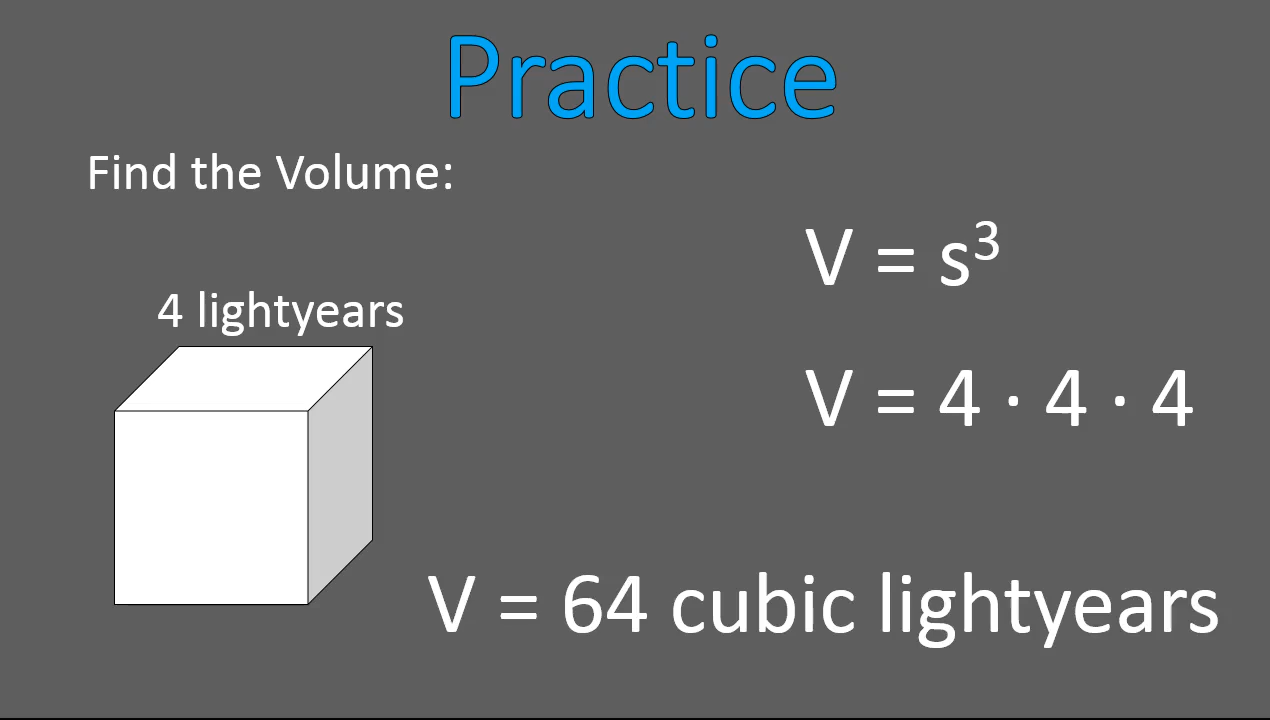 Practice
Find the Volume:
4 lightyears
V = s³
V = 4 · 4 · 4
V = 64 cubic lightyears